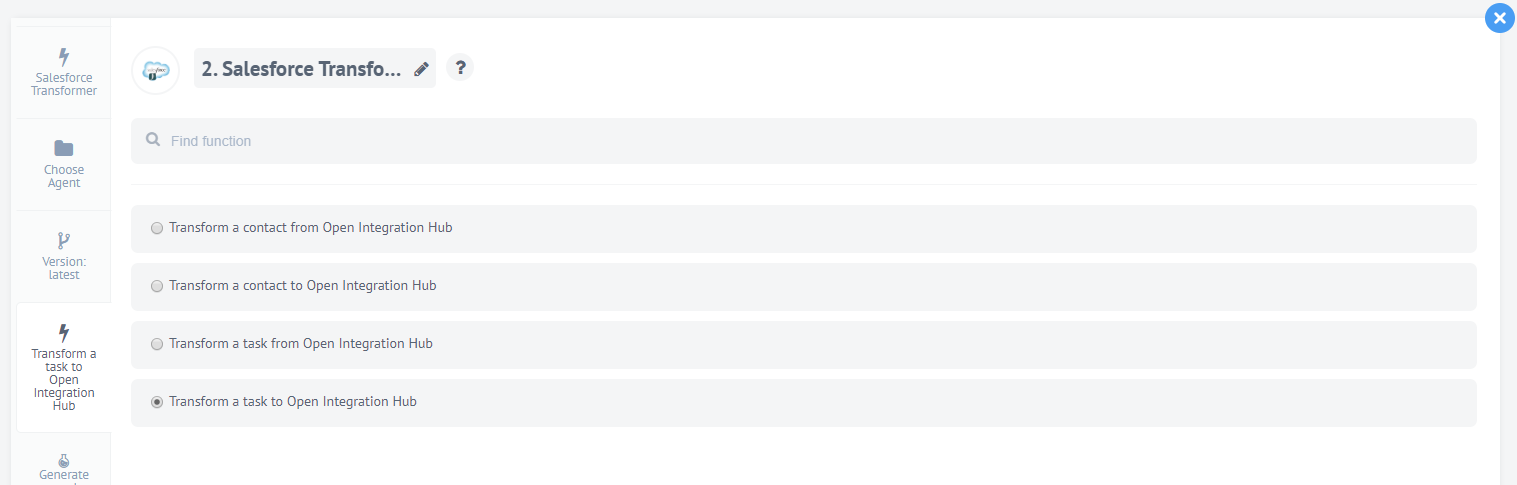 Salesforce
Transformer
Choose
Agent
Version:
latest
Transform a
task to
Open
Integration
Hub
Generate
2. Salesforce Transfo...
?
Find function
Transform a contact from Open Integration Hub
Transform a contact to Open Integration Hub
Transform a task from Open Integration Hub
Transform a task to Open Integration Hub